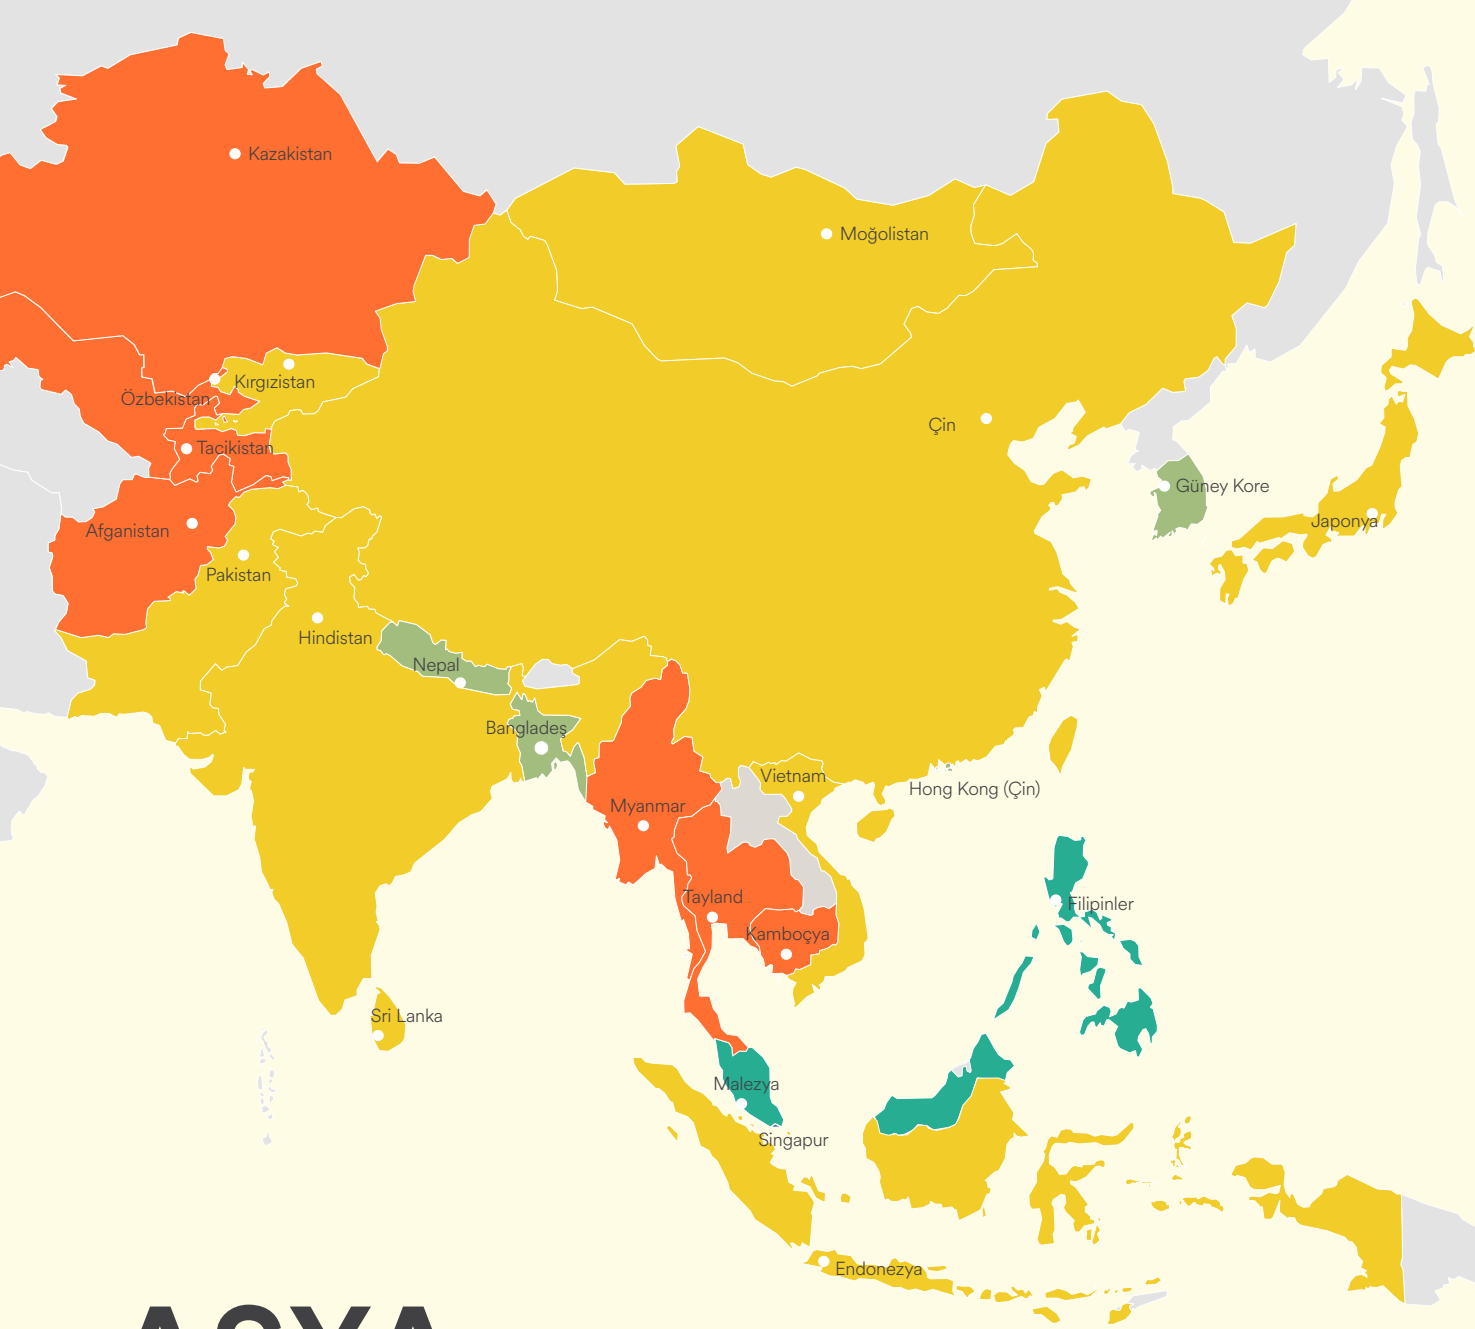 Kazakistan
Moğolistan
Kırgızistan
Özbekistan
Çin
Tacikistan
Güney Kore
Japonya
Afganistan
Pakistan
Hindistan
Nepal
Bangladeş
Vietnam
Hong Kong (Çin)
Myanmar
Tayland
Filipinler
Kamboçya
Sri Lanka
Malezya
Singapur
Endonezya
ASYA